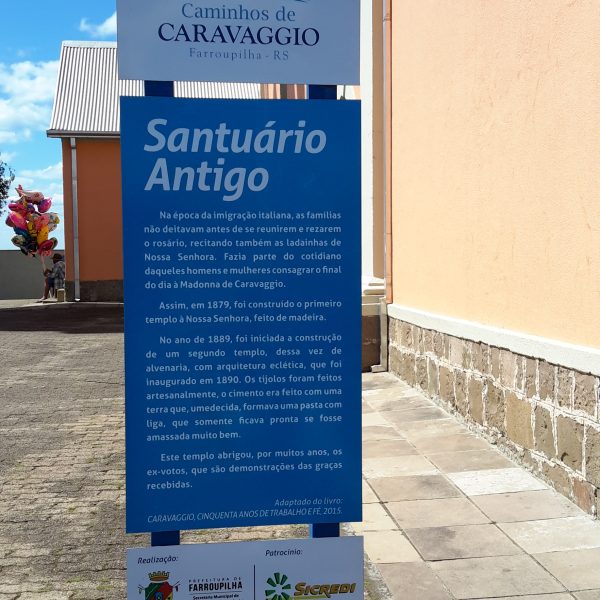 Caminhos de
CARAVAGGIO
Farroupilha - RS
Santuário
Antigo
Na época da imigração italiana, as famílias
não deitavam antes de se reunirem e rezarem
o rosário, recitando também as ladainhas de
Nossa Senhora. Fazia parte do cotidiano
daqueles homens e mulheres consagrar o final
do dia à Madonna de Caravaggio.
Assim, em 1879, foi construído o primeiro
templo à Nossa Senhora, feito de madeira.
No ano de 1889, foi iniciada a construção
de um segundo templo, dessa vez de
alvenaria, com arquitetura eclética, que foi
inaugurado em 1890. Os tijolos foram feitos
artesanalmente, o cimento era feito com uma
terra que, umedecida, formava uma pasta com
liga, que somente ficava pronta se fosse
amassada muito bem.
Este templo abrigou, por muitos anos, os
ex-votos, que são demonstrações das graças
recebidas.
Adaptado do livro:
CARAVAGGIO, CINQUENTA ANOS DE TRABALHO E FÉ, 2015.
Realização:
Patrocínio:
PREFEITURA DE
FARROUPILHA
Secretaria Municipal de
SICREDI